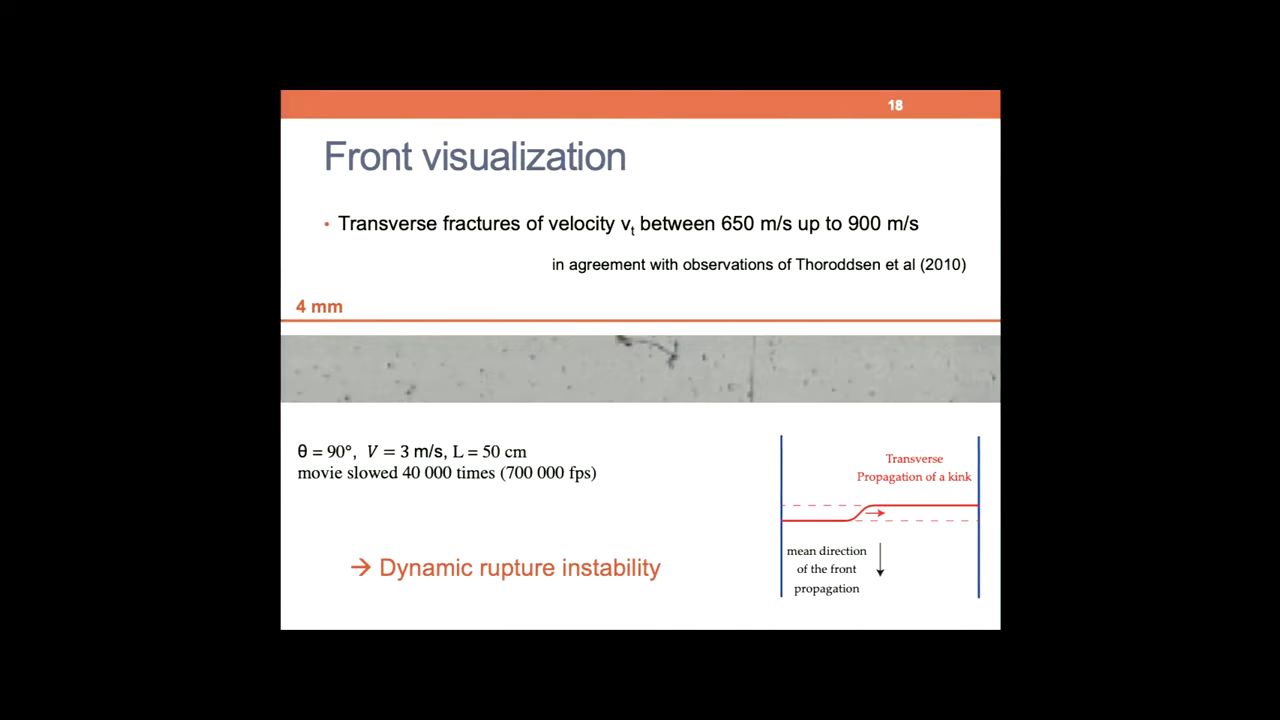 18
Front visualization
• Transverse fractures of velocity vt between 650 m/s up to 900 m/s
in agreement with observations of Thoroddsen et al (2010)
4 mm
θ = 90°, V = 3 m/s, L = 50 cm
movie slowed 40 000 times (700 000 fps)
→ Dynamic rupture instability
Transverse
Propagation of a kink
mean direction
of the front
propagation